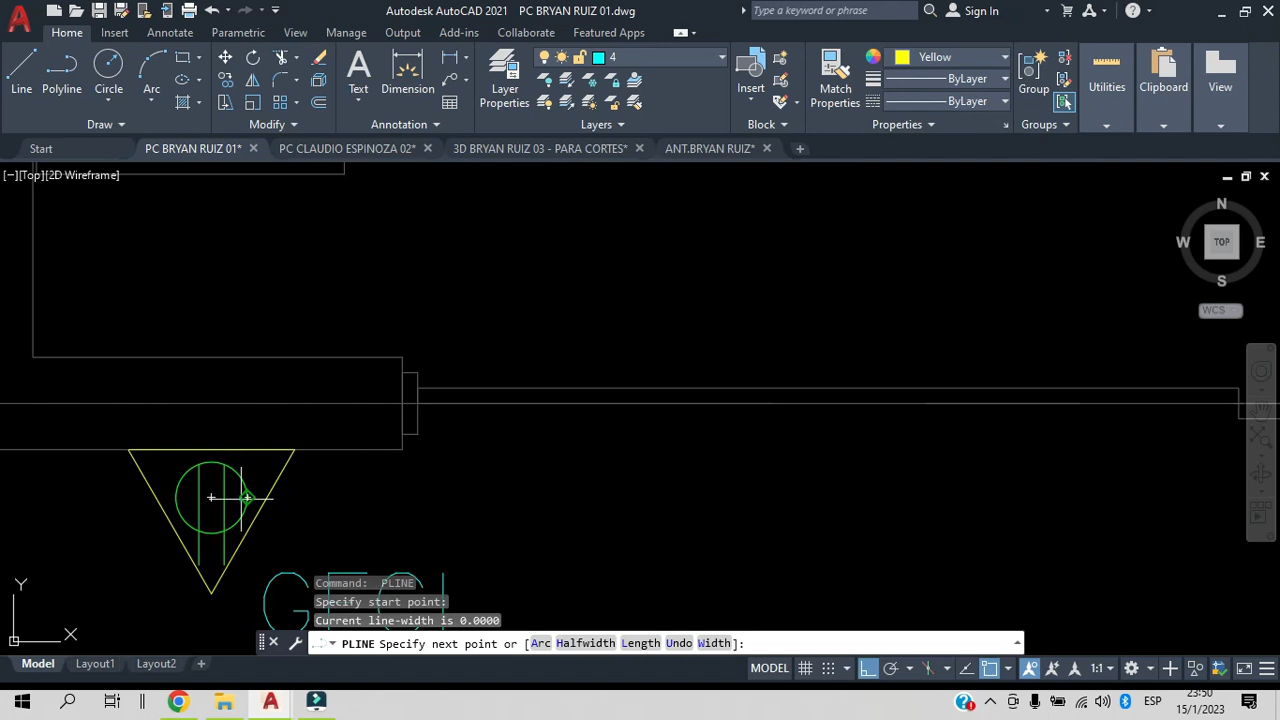 Autodesk AutoCAD 2021 PC BRYAN RUIZ 01.dwg Type a keyword or phrase Sign In
Home Insert Annotate Parametric View Manage Output Add-ins Collaborate Featured Apps
4 Yellow
ByLayer
ByLayer
Line Polyline Circle Arc Text Dimension Layer Properties Insert Match Properties Group Utilities Clipboard View
Draw Modify Annotation Layers Block Properties Groups
Start PC BRYAN RUIZ 01* PC CLAUDIO ESPINOZA 02* 3D BRYAN RUIZ 03 - PARA CORTES* ANT.BRYAN RUIZ*
[−][Top][2D Wireframe]
N
W TOP E
S
WCS
Y
X
Command: PLINE
Specify start point:
Current line-width is 0.0000
PLINE Specify next point or [Arc Halfwidth Length Undo Width]:
Model Layout1 Layout2 MODEL 1:1
ESP
23:50
15/1/2023